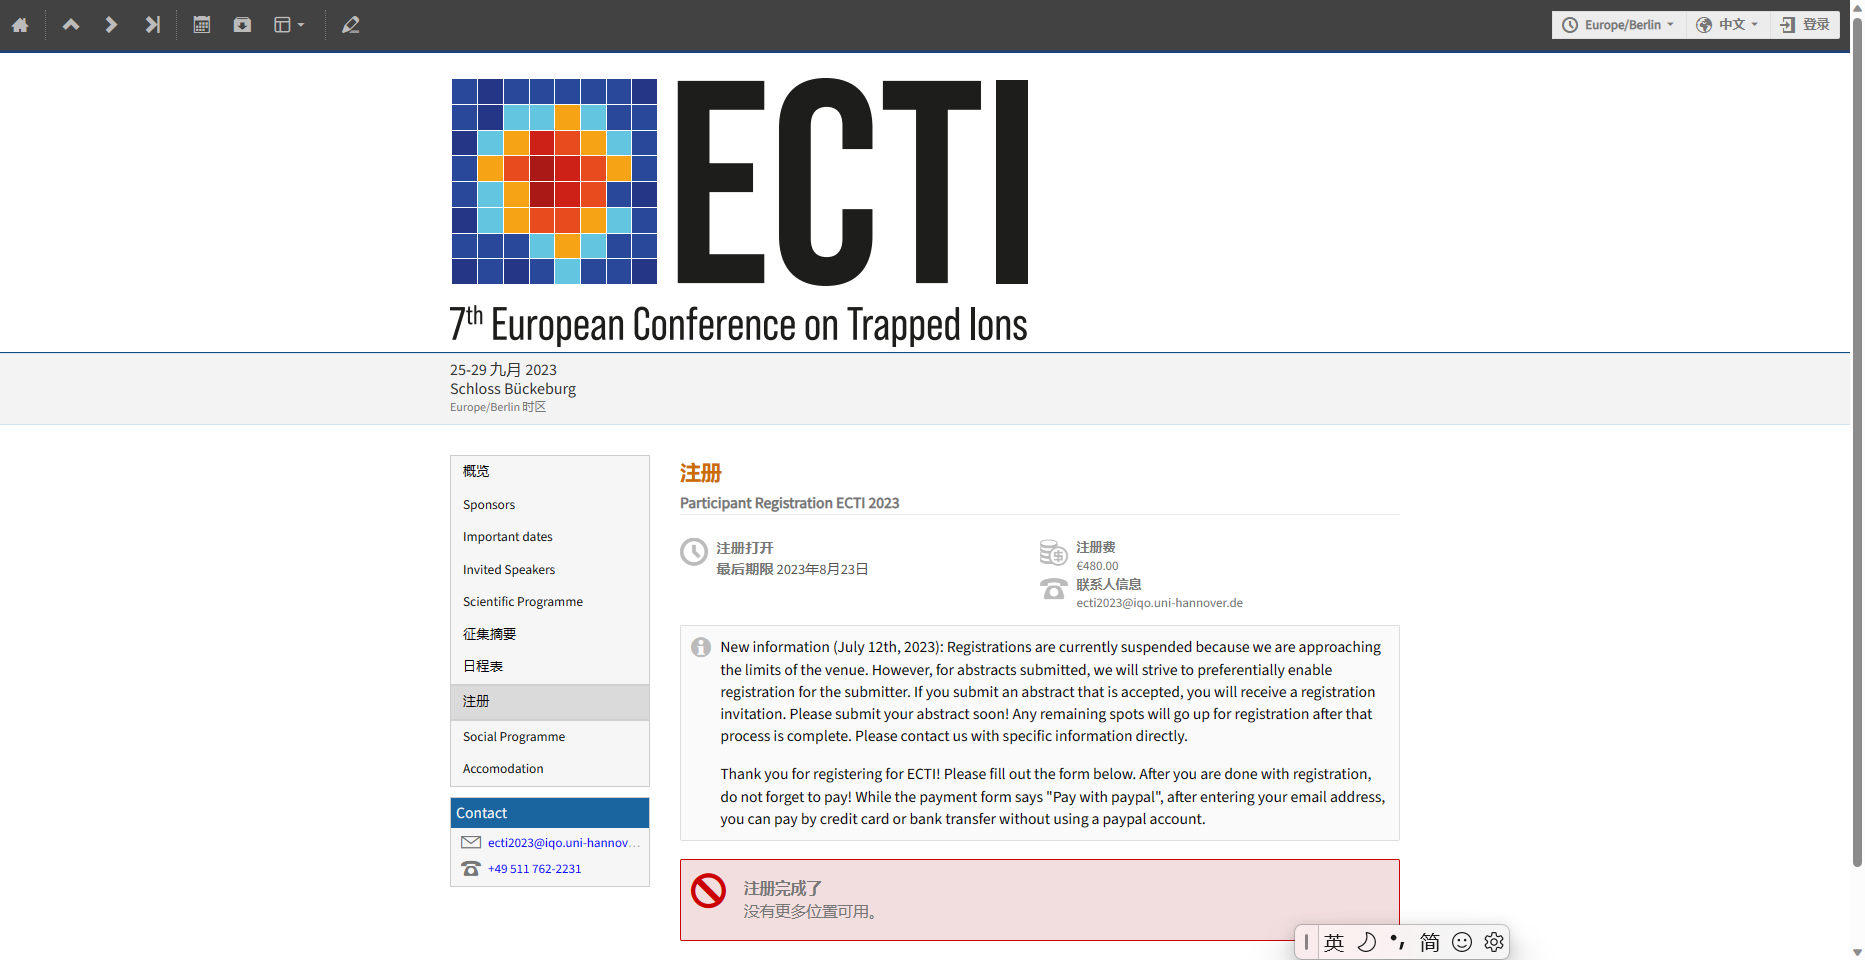 Europe/Berlin
中文
登录
ECTI
7th European Conference on Trapped Ions
25-29 九月 2023
Schloss Bückeburg
Europe/Berlin 时区
概览
Sponsors
Important dates
Invited Speakers
Scientific Programme
征集摘要
日程表
注册
Social Programme
Accomodation
Contact
ecti2023@iqo.uni-hannov...
+49 511 762-2231
注册
Participant Registration ECTI 2023
注册打开
最后期限 2023年8月23日
注册费
€480.00
联系人信息
ecti2023@iqo.uni-hannover.de
New information (July 12th, 2023): Registrations are currently suspended because we are approaching
the limits of the venue. However, for abstracts submitted, we will strive to preferentially enable
registration for the submitter. If you submit an abstract that is accepted, you will receive a registration
invitation. Please submit your abstract soon! Any remaining spots will go up for registration after that
process is complete. Please contact us with specific information directly.
Thank you for registering for ECTI! Please fill out the form below. After you are done with registration,
do not forget to pay! While the payment form says "Pay with paypal", after entering your email address,
you can pay by credit card or bank transfer without using a paypal account.
注册完成了
没有更多位置可用。
英
简